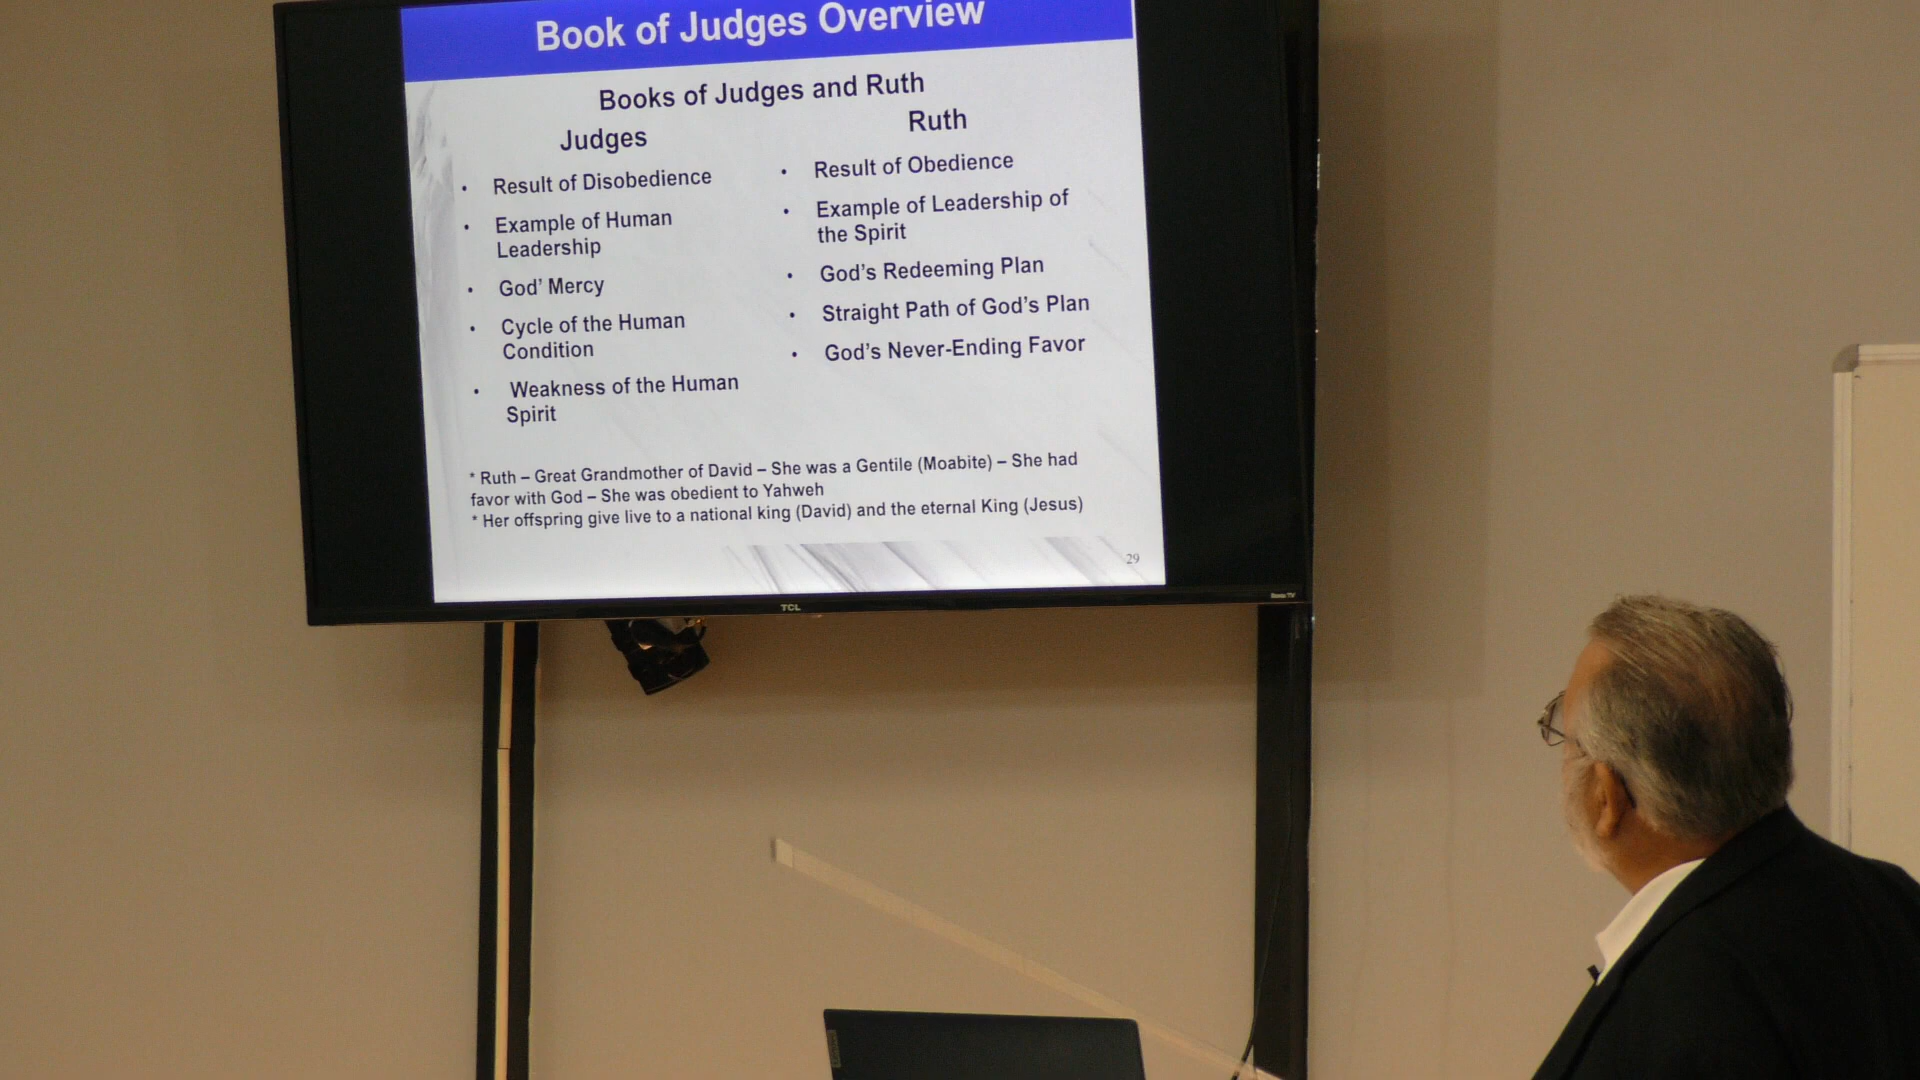 Book of Judges Overview
Books of Judges and Ruth
Judges
Result of Disobedience
Example of Human
Leadership
God' Mercy
Cycle of the Human
Condition
Weakness of the Human
Spirit
Ruth
Result of Obedience
Example of Leadership of
the Spirit
God's Redeeming Plan
Straight Path of God's Plan
God's Never-Ending Favor
* Ruth – Great Grandmother of David – She was a Gentile (Moabite) – She had
favor with God – She was obedient to Yahweh
* Her offspring give live to a national king (David) and the eternal King (Jesus)
29
TCL
Roku TV
Lenovo